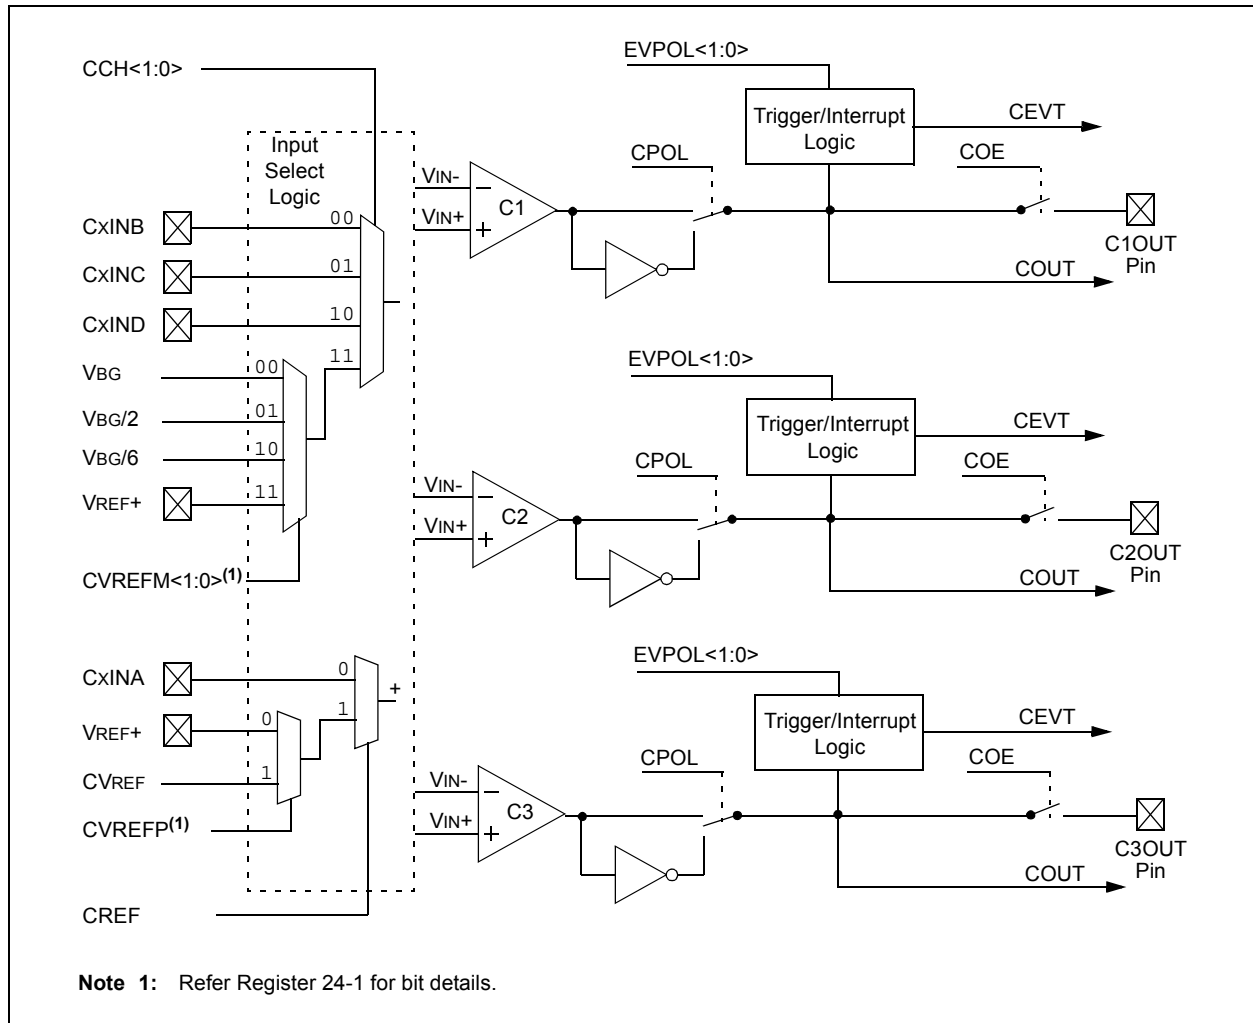 CCH<1:0>
Input
Select
Logic
CxINB
00
CxINC
01
CxIND
10
11
VBG
00
VBG/2
01
VBG/6
10
VREF+
11
CVREFM<1:0>(1)
CxINA
0
+
VREF+
0
1
CVREF
1
CVREFP(1)
CREF
EVPOL<1:0>
Trigger/Interrupt
Logic
CEVT
CPOL
COE
VIN-
−
C1
VIN+
+
C1OUT
Pin
COUT
EVPOL<1:0>
Trigger/Interrupt
Logic
CEVT
CPOL
COE
VIN-
−
C2
VIN+
+
C2OUT
Pin
COUT
EVPOL<1:0>
Trigger/Interrupt
Logic
CEVT
CPOL
COE
VIN-
−
C3
VIN+
+
C3OUT
Pin
COUT
Note 1: Refer Register 24-1 for bit details.